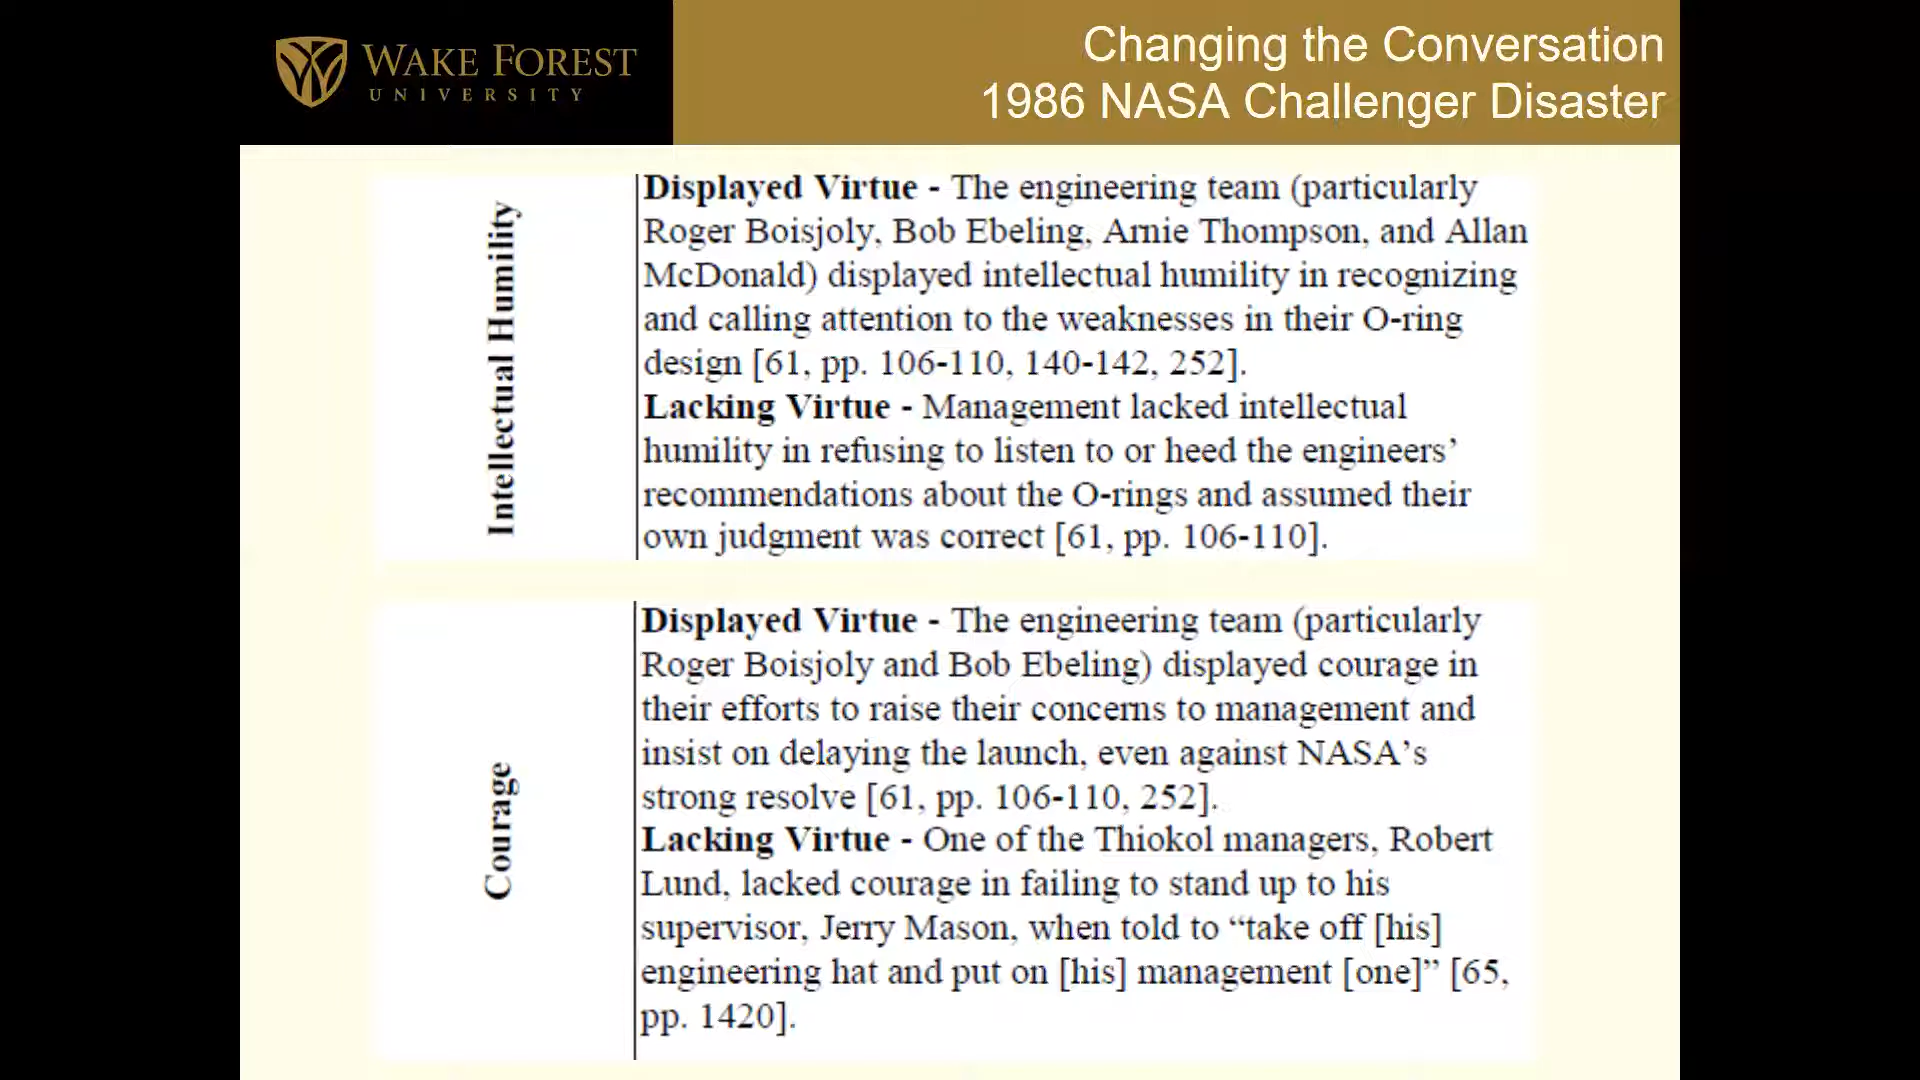 WAKE FOREST
UNIVERSITY
Changing the Conversation
1986 NASA Challenger Disaster
Intellectual Humility
Displayed Virtue - The engineering team (particularly
Roger Boisjoly, Bob Ebeling, Arnie Thompson, and Allan
McDonald) displayed intellectual humility in recognizing
and calling attention to the weaknesses in their O-ring
design [61, pp. 106-110, 140-142, 252].
Lacking Virtue - Management lacked intellectual
humility in refusing to listen to or heed the engineers’
recommendations about the O-rings and assumed their
own judgment was correct [61, pp. 106-110].
Courage
Displayed Virtue - The engineering team (particularly
Roger Boisjoly and Bob Ebeling) displayed courage in
their efforts to raise their concerns to management and
insist on delaying the launch, even against NASA’s
strong resolve [61, pp. 106-110, 252].
Lacking Virtue - One of the Thiokol managers, Robert
Lund, lacked courage in failing to stand up to his
supervisor, Jerry Mason, when told to “take off [his]
engineering hat and put on [his] management [one]” [65,
pp. 1420].